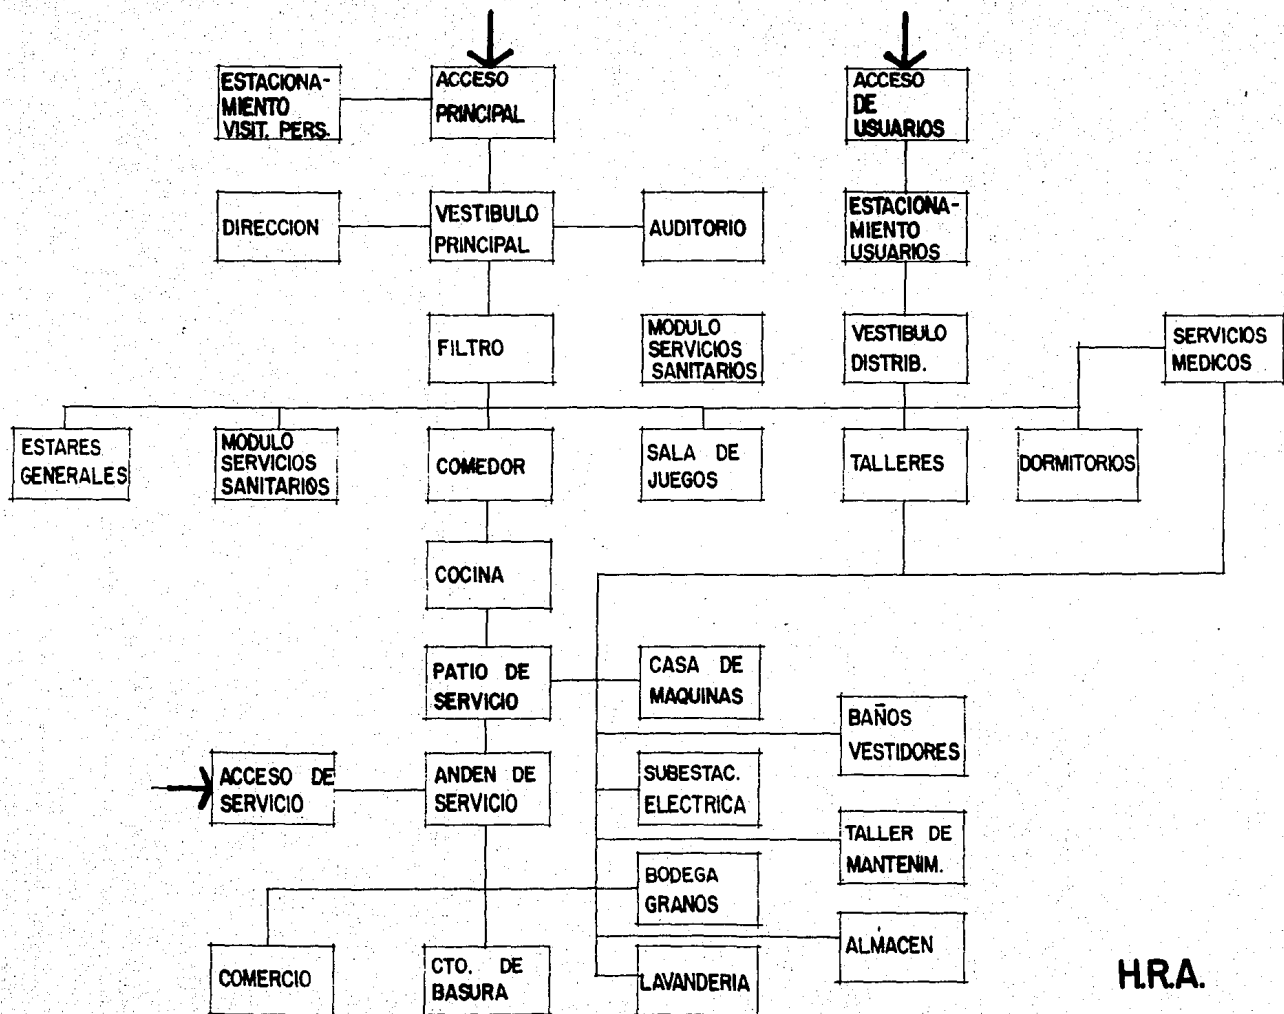 ESTACIONA-
MIENTO
VISIT. PERS.
ACCESO
PRINCIPAL
ACCESO
DE
USUARIOS
DIRECCION
VESTIBULO
PRINCIPAL
AUDITORIO
ESTACIONA-
MIENTO
USUARIOS
FILTRO
MODULO
SERVICIOS
SANITARIOS
VESTIBULO
DISTRIB.
SERVICIOS
MEDICOS
ESTARES
GENERALES
MODULO
SERVICIOS
SANITARIOS
COMEDOR
SALA DE
JUEGOS
TALLERES
DORMITORIOS
COCINA
PATIO DE
SERVICIO
CASA DE
MAQUINAS
BAÑOS
VESTIDORES
ACCESO DE
SERVICIO
ANDEN DE
SERVICIO
SUBESTAC.
ELECTRICA
TALLER DE
MANTENIM.
BODEGA
GRANOS
ALMACEN
COMERCIO
CTO. DE
BASURA
LAVANDERIA
H.R.A.